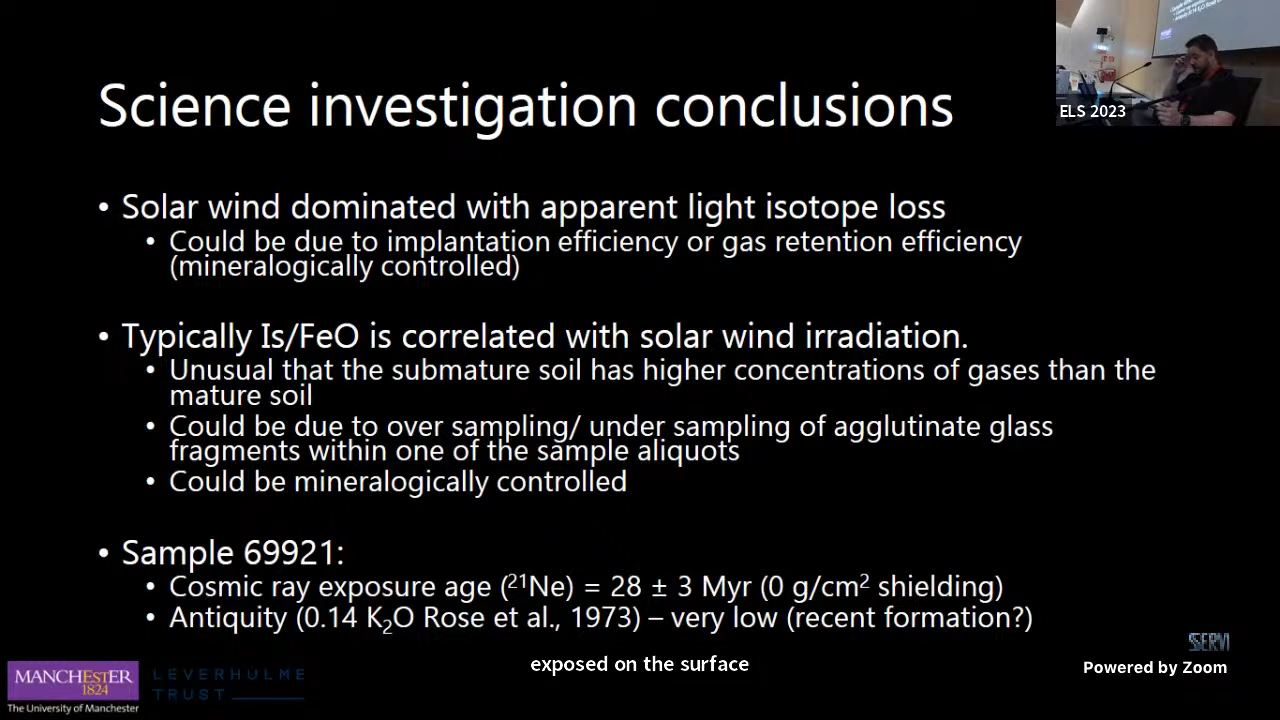 Science investigation conclusions
ELS 2023
• Solar wind dominated with apparent light isotope loss
• Could be due to implantation efficiency or gas retention efficiency
(mineralogically controlled)
• Typically Is/FeO is correlated with solar wind irradiation.
• Unusual that the submature soil has higher concentrations of gases than the
mature soil
• Could be due to over sampling/ under sampling of agglutinate glass
fragments within one of the sample aliquots
• Could be mineralogically controlled
• Sample 69921:
• Cosmic ray exposure age (²¹Ne) = 28 ± 3 Myr (0 g/cm² shielding)
• Antiquity (0.14 K₂O Rose et al., 1973) – very low (recent formation?)
MANCHESTER
1824
The University of Manchester
LEVERHULME
TRUST
exposed on the surface
SERVI
Powered by Zoom